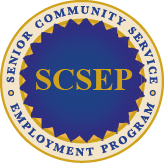 SENIOR COMMUNITY SERVICE
SCSEP
EMPLOYMENT PROGRAM